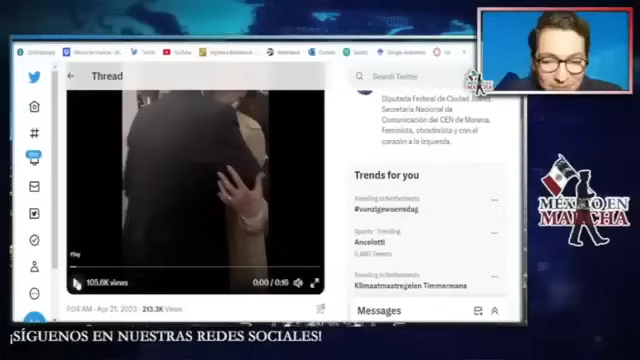 Thread
Search Twitter
Diputada Federal de Ciudad Juárez.
Secretaria Nacional de
Comunicación del CEN de Morena.
Feminista, obradorista y con el
corazón a la izquierda.
Trends for you
Trending in Netherlands
#vunzigewoensdag
Sports · Trending
Ancelotti
Trending in Netherlands
Klimaatmaatregelen Timmermans
Messages
Play
105.6K views
0:00 / 0:16
7:04 AM · Apr 21, 2023 · 213.3K Views
MÉXICO EN
MARCHA
¡SÍGUENOS EN NUESTRAS REDES SOCIALES!